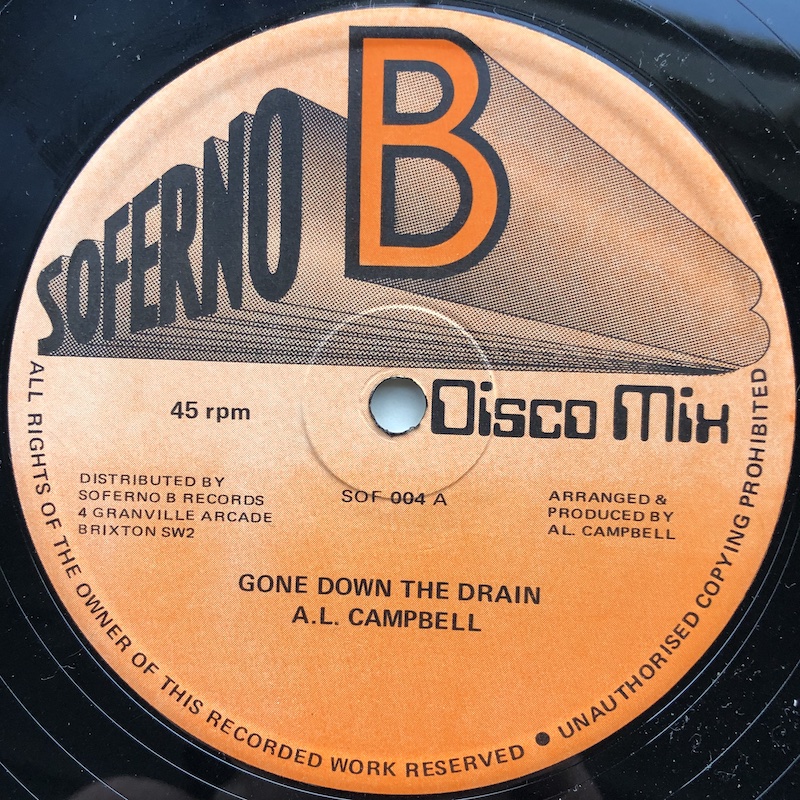 SOFERNO B
Disco Mix
45 rpm
DISTRIBUTED BY
SOFERNO B RECORDS
4 GRANVILLE ARCADE
BRIXTON SW2
SOF 004 A
ARRANGED &
PRODUCED BY
AL. CAMPBELL
GONE DOWN THE DRAIN
A.L. CAMPBELL
ALL RIGHTS OF THE OWNER OF THIS RECORDED WORK RESERVED ● UNAUTHORISED COPYING PROHIBITED